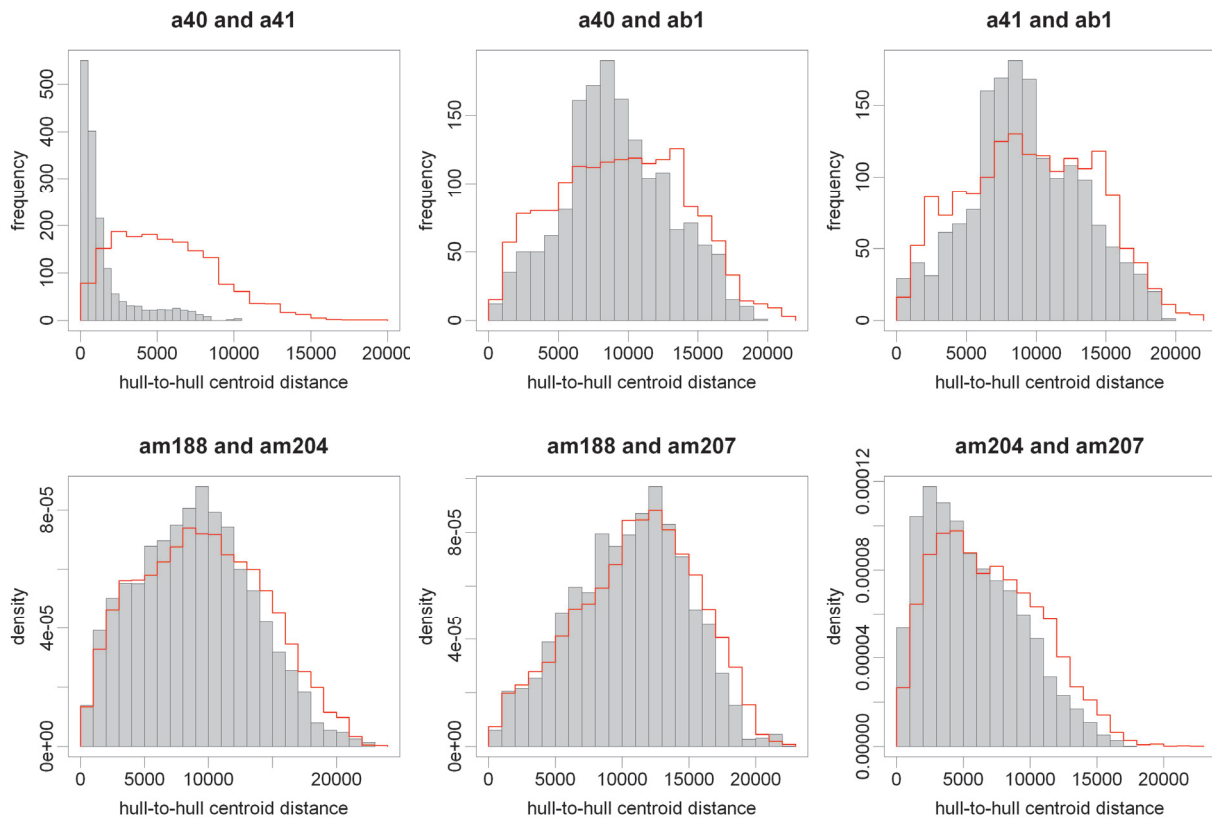 a40 and a41
a40 and ab1
a41 and ab1
frequency
0 100 200 300 400 500
0 5000 10000 20000
hull-to-hull centroid distance
frequency
0 50 100 150
0 5000 10000 20000
hull-to-hull centroid distance
frequency
0 50 100 150
0 5000 10000 20000
hull-to-hull centroid distance
am188 and am204
am188 and am207
am204 and am207
density
0e+00 4e-05 8e-05
0 5000 10000 20000
hull-to-hull centroid distance
density
0e+00 4e-05 8e-05
0 5000 10000 20000
hull-to-hull centroid distance
density
0.00000 0.00004 0.00008 0.00012
0 5000 10000 20000
hull-to-hull centroid distance